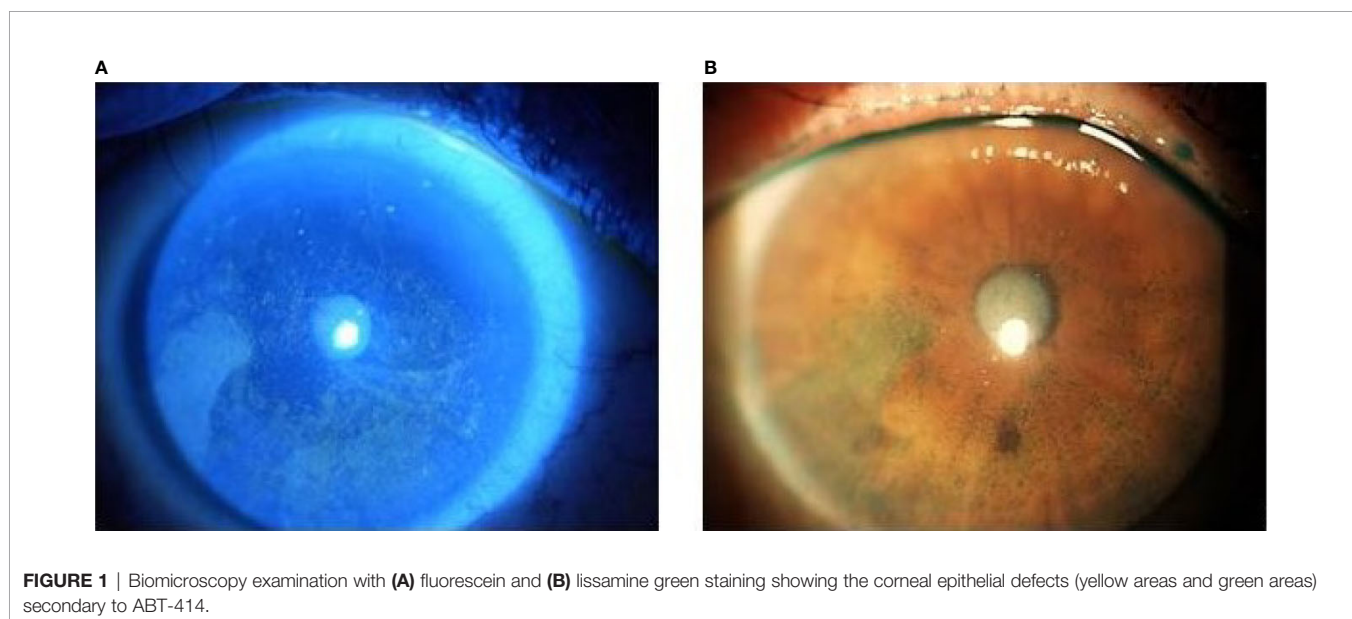 A
B
FIGURE 1 | Biomicroscopy examination with (A) fluorescein and (B) lissamine green staining showing the corneal epithelial defects (yellow areas and green areas)
secondary to ABT-414.